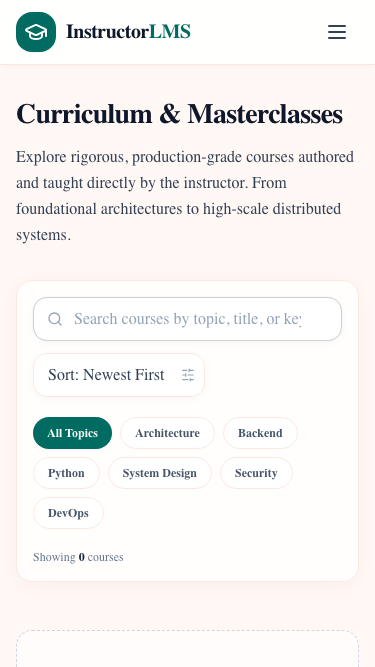 InstructorLMS
Curriculum & Masterclasses
Explore rigorous, production-grade courses authored
and taught directly by the instructor. From
foundational architectures to high-scale distributed
systems.
Search courses by topic, title, or key
Sort: Newest First
All Topics Architecture Backend
Python System Design Security
DevOps
Showing 0 courses